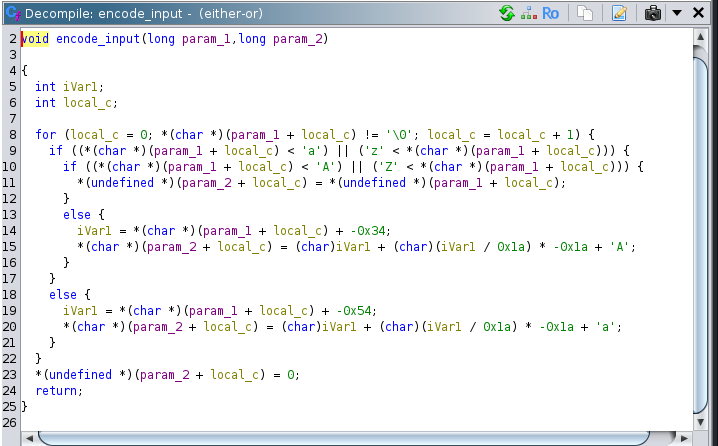 Decompile: encode_input - (either-or)
Ro
2 void encode_input(long param_1,long param_2)
3
4 {
5 int iVar1;
6 int local_c;
7
8 for (local_c = 0; *(char *)(param_1 + local_c) != '\0'; local_c = local_c + 1) {
9 if ((*(char *)(param_1 + local_c) < 'a') || ('z' < *(char *)(param_1 + local_c))) {
10 if ((*(char *)(param_1 + local_c) < 'A') || ('Z' < *(char *)(param_1 + local_c))) {
11 *(undefined *)(param_2 + local_c) = *(undefined *)(param_1 + local_c);
12 }
13 else {
14 iVar1 = *(char *)(param_1 + local_c) + -0x34;
15 *(char *)(param_2 + local_c) = (char)iVar1 + (char)(iVar1 / 0x1a) * -0x1a + 'A';
16 }
17 }
18 else {
19 iVar1 = *(char *)(param_1 + local_c) + -0x54;
20 *(char *)(param_2 + local_c) = (char)iVar1 + (char)(iVar1 / 0x1a) * -0x1a + 'a';
21 }
22 }
23 *(undefined *)(param_2 + local_c) = 0;
24 return;
25 }
26